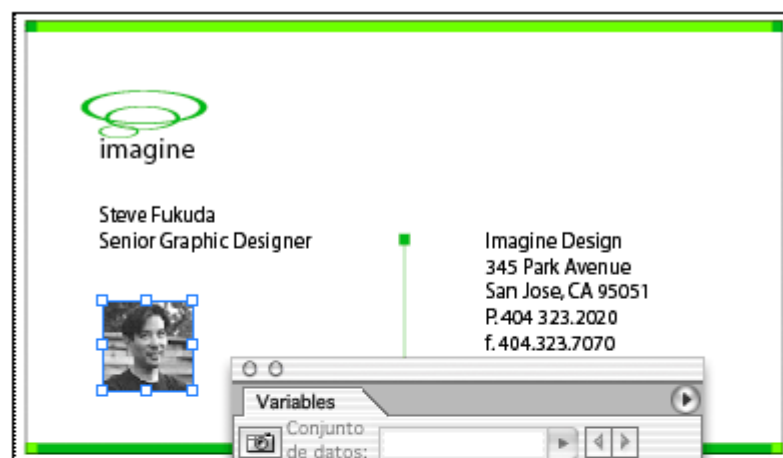 imagine
Steve Fukuda
Senior Graphic Designer
Imagine Design
345 Park Avenue
San Jose, CA 95051
P. 404 323.2020
f. 404.323.7070
Variables
Conjunto
de datos: